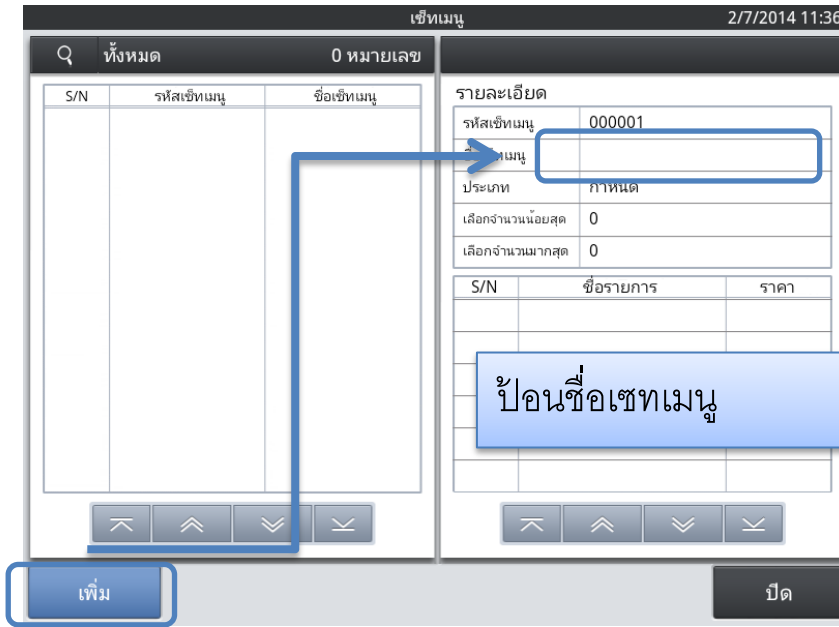 เซ็ทเมนู 2/7/2014 11:36
ทั้งหมด 0 หมายเลข
S/N รหัสเซ็ทเมนู ชื่อเซ็ทเมนู
รายละเอียด
รหัสเซ็ทเมนู 000001
เมนู
ประเภท กำหนด
เลือกจำนวนน้อยสุด 0
เลือกจำนวนมากสุด 0
S/N ชื่อรายการ ราคา
ป้อนชื่อเซทเมนู
เพิ่ม ปิด